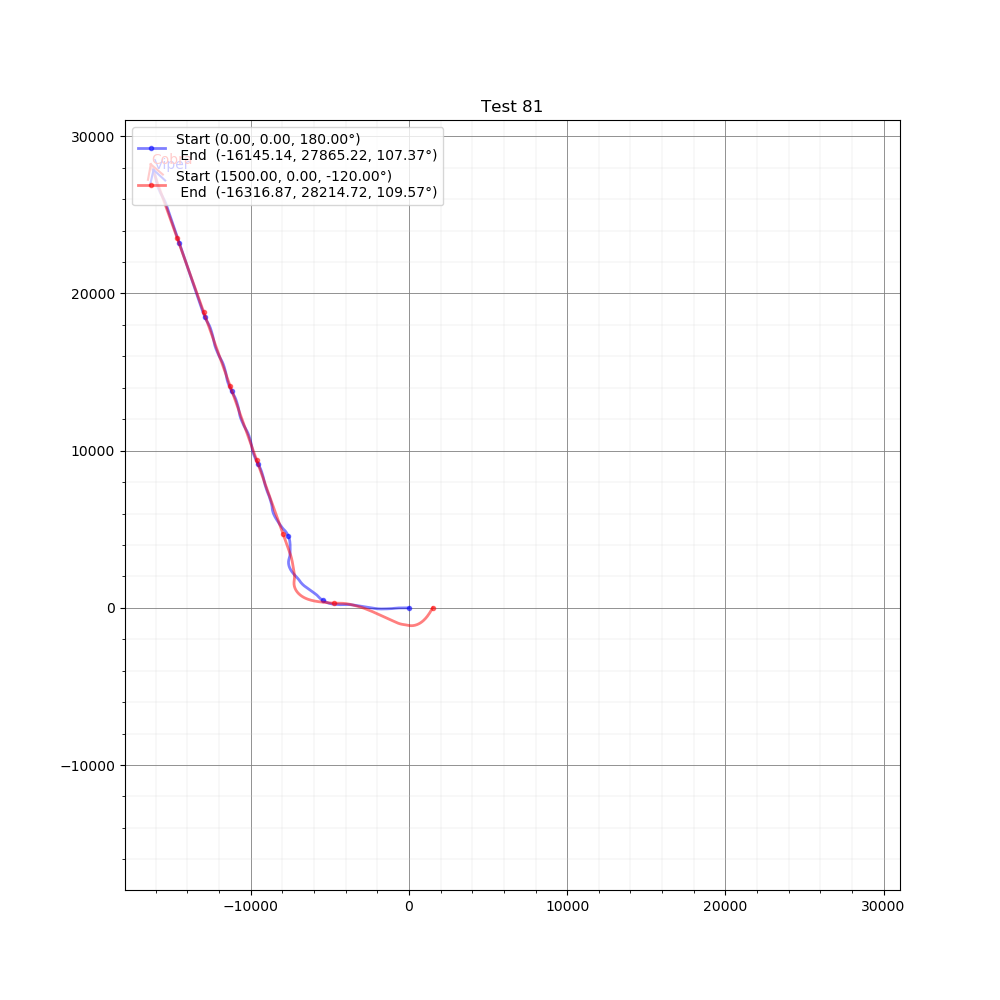 Test 81
30000
20000
10000
0
−10000
Start (0.00, 0.00, 180.00°)
End (-16145.14, 27865.22, 107.37°)
Start (1500.00, 0.00, -120.00°)
End (-16316.87, 28214.72, 109.57°)
Viper
−10000 0 10000 20000 30000